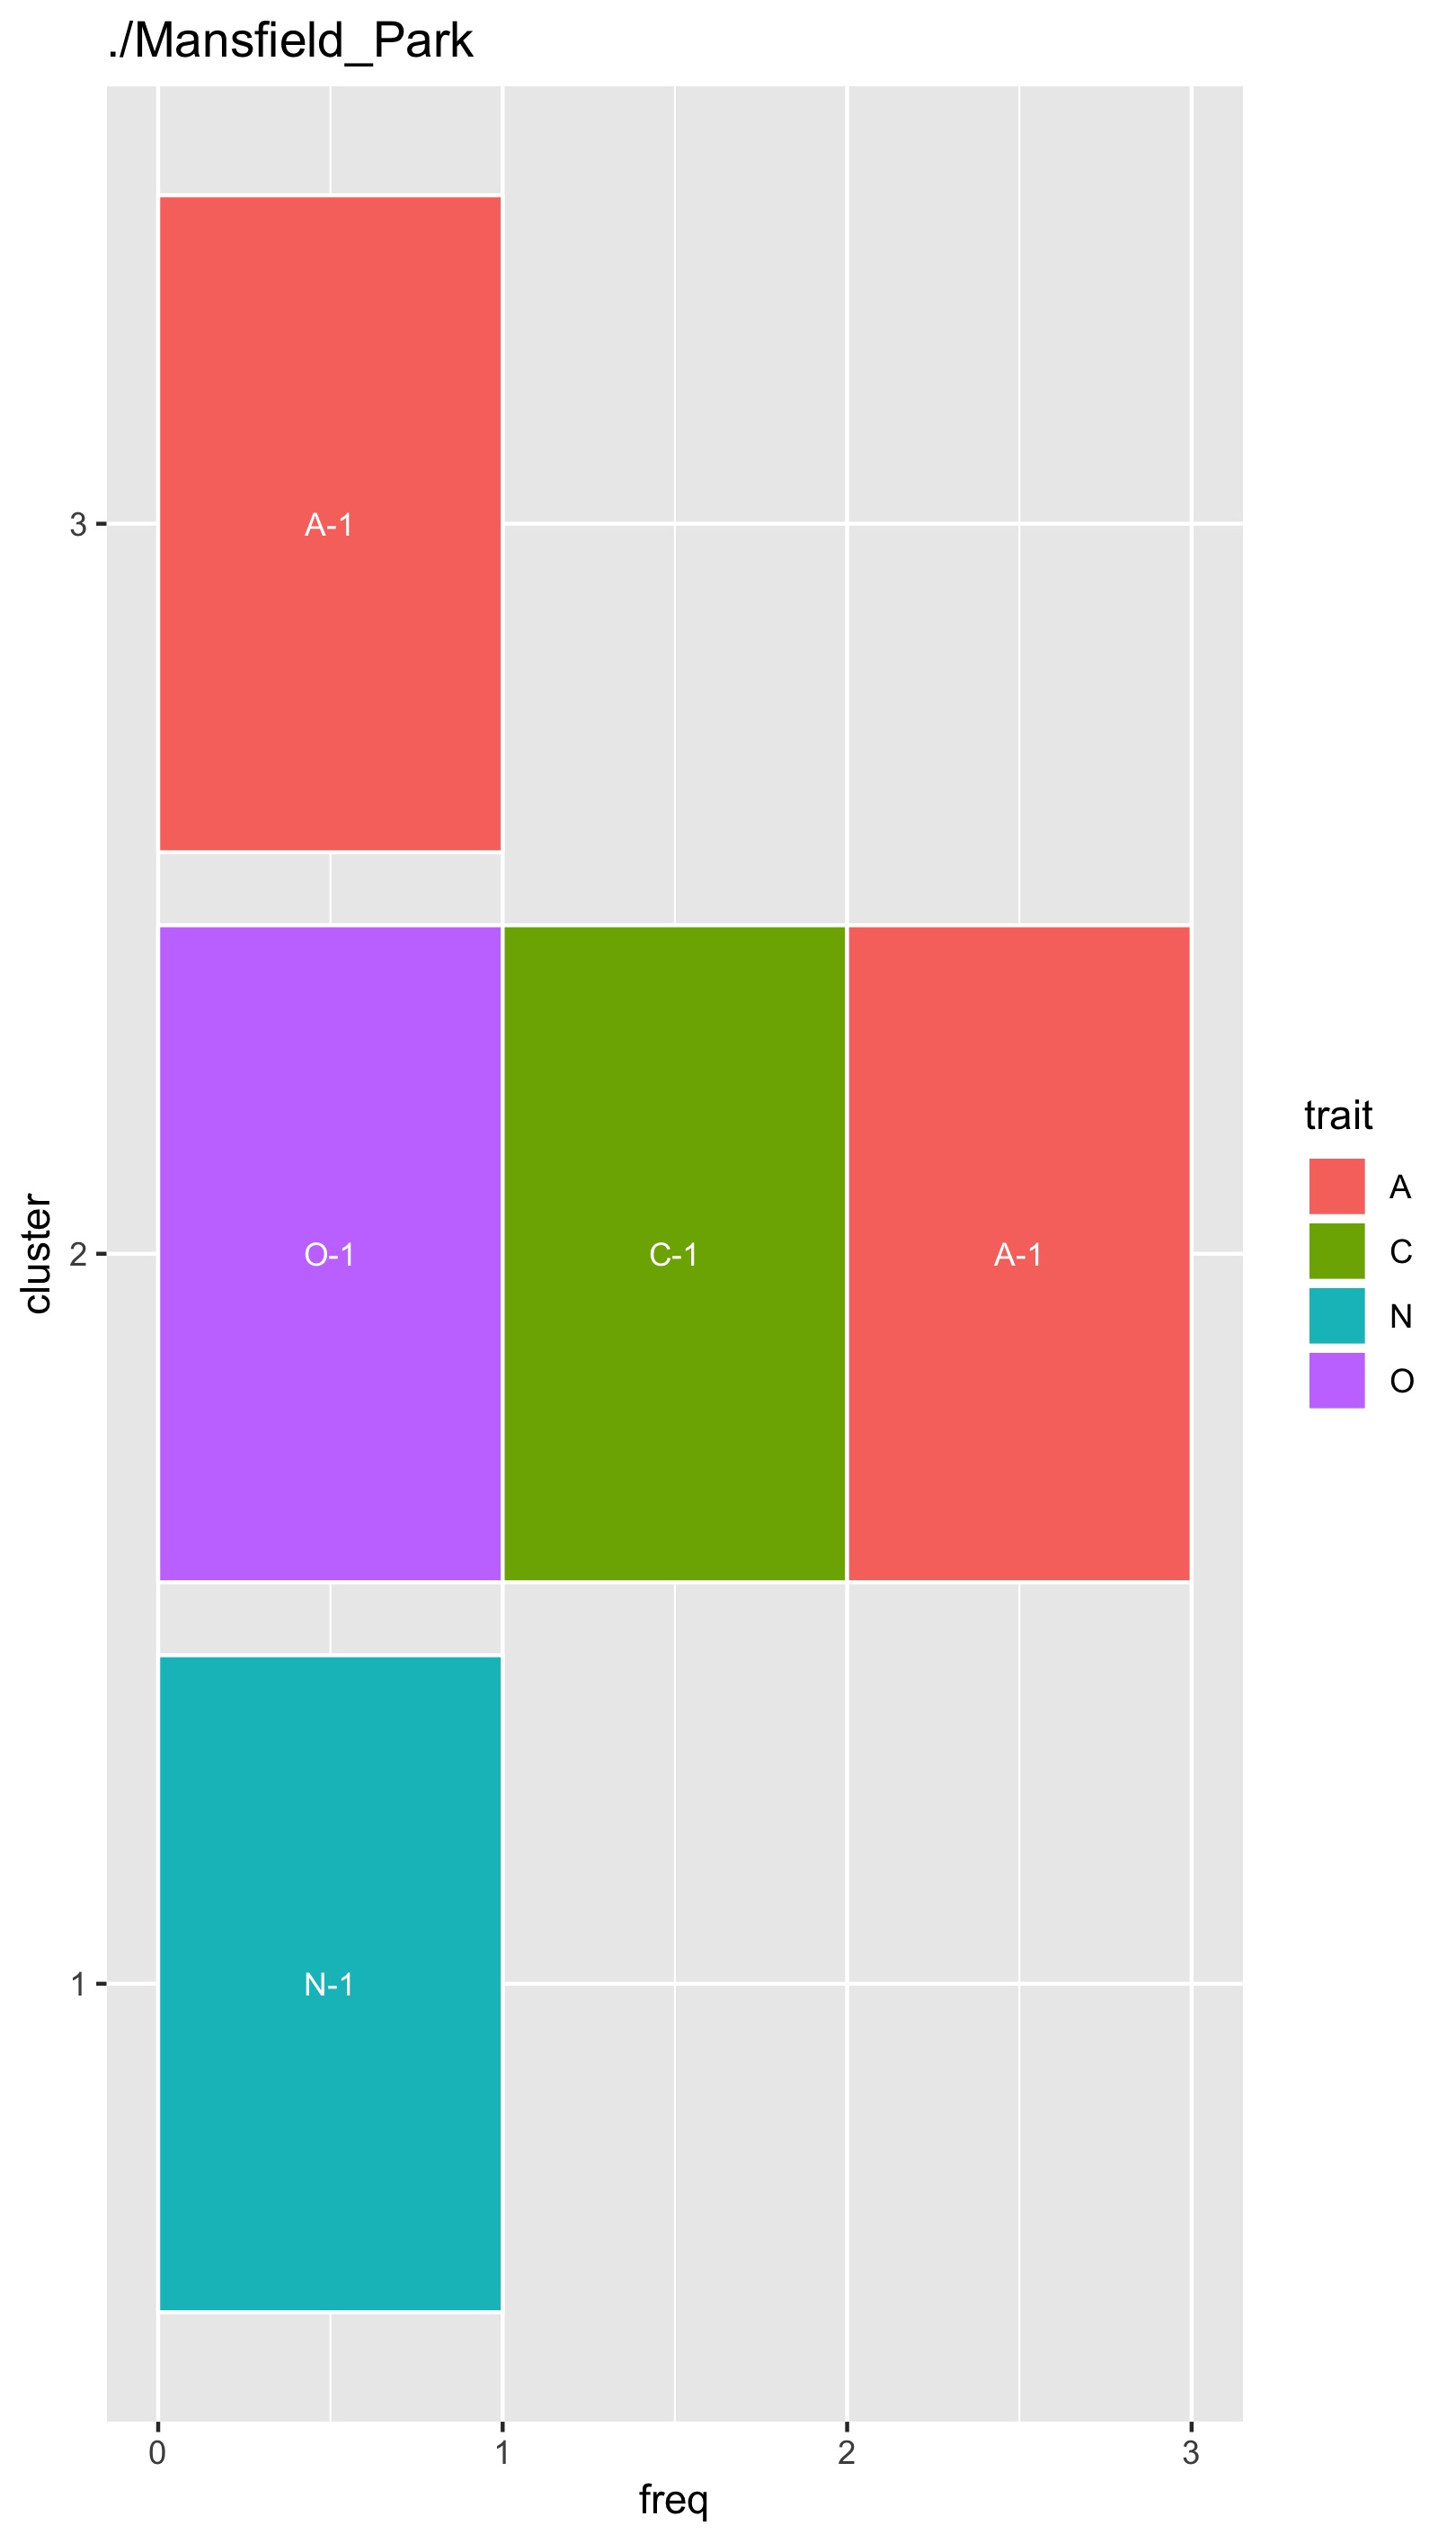 ./Mansfield_Park
3
A-1
cluster
2
O-1
C-1
A-1
1
N-1
0
1
2
3
freq
trait
A
C
N
O